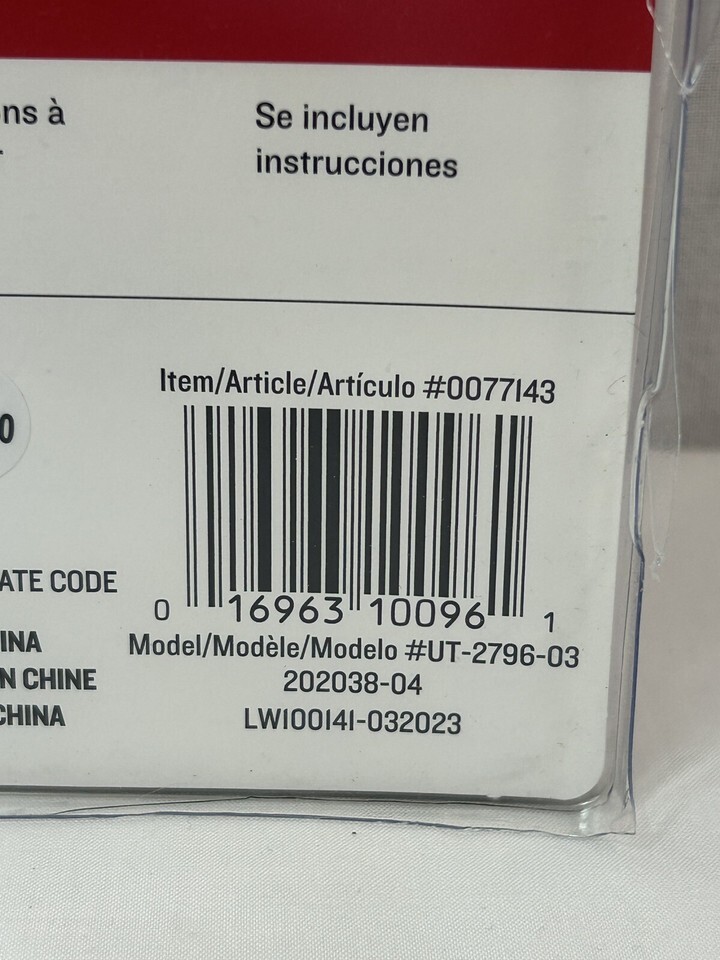 ns à
Se incluyen
instrucciones
Item/Article/Artículo #0077143
0
ATE CODE
0 16963 10096 1
INA
Model/Modèle/Modelo #UT-2796-03
N CHINE
202038-04
CHINA
LW100141-032023